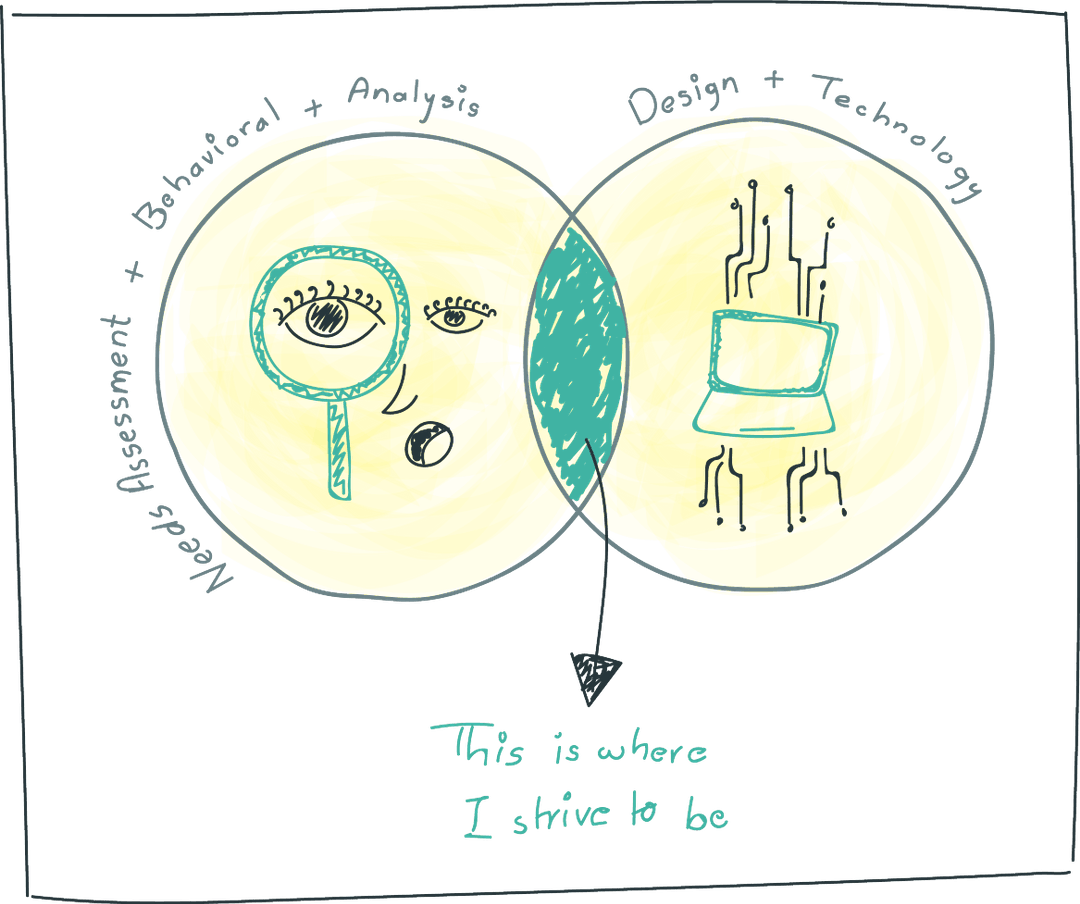 Needs Assessment + Behavioral + Analysis
Design + Technology
This is where
I strive to be